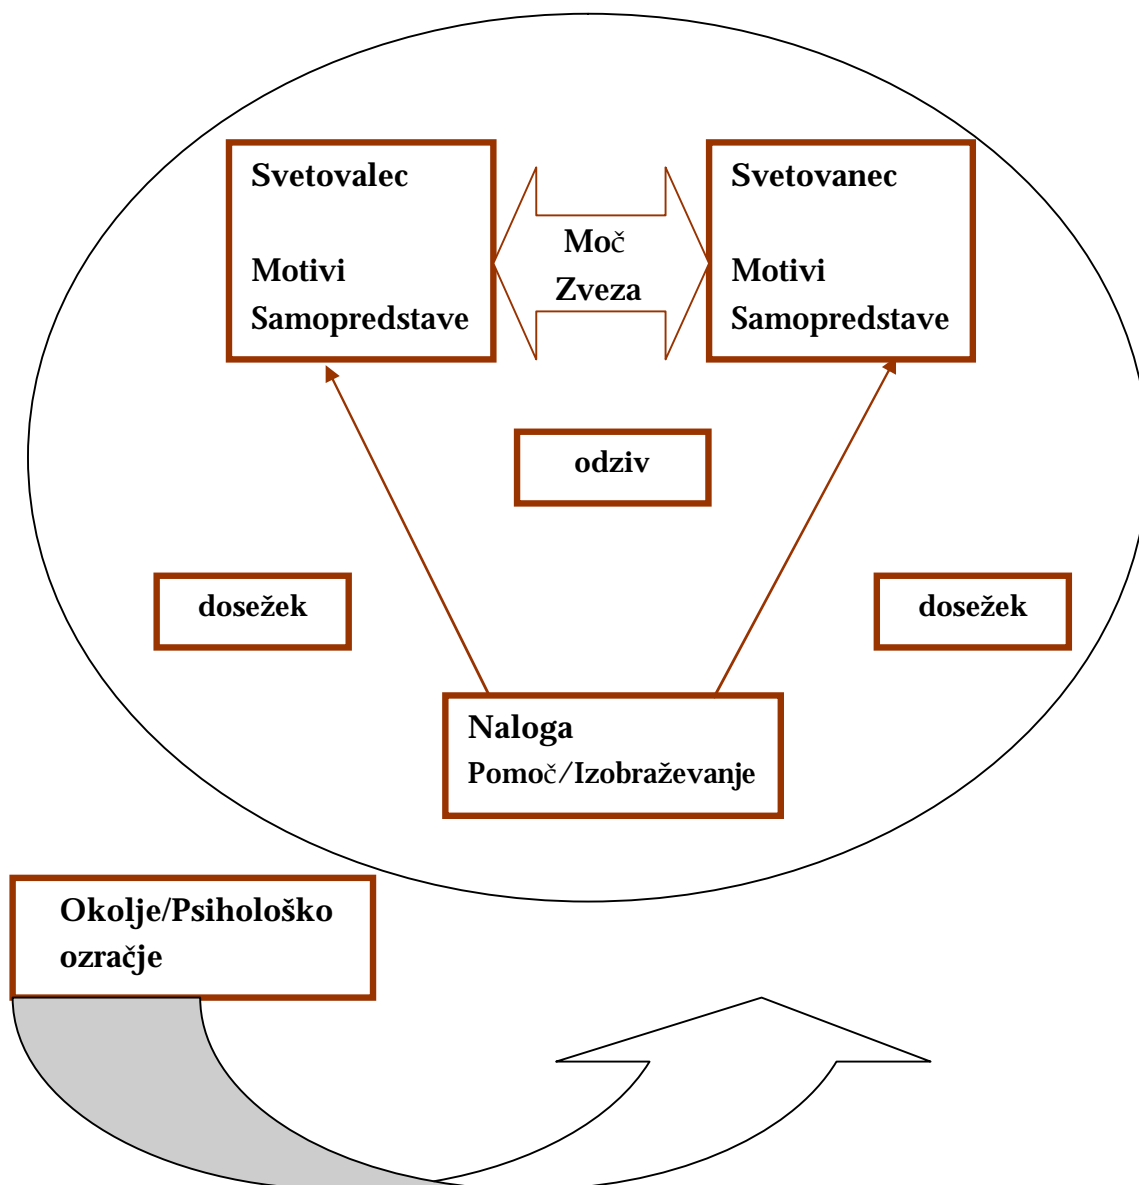 Svetovalec
Motivi
Samopredstave
Moč
Zveza
Svetovanec
Motivi
Samopredstave
odziv
dosežek
dosežek
Naloga
Pomoč/Izobraževanje
Okolje/Psihološko
ozračje